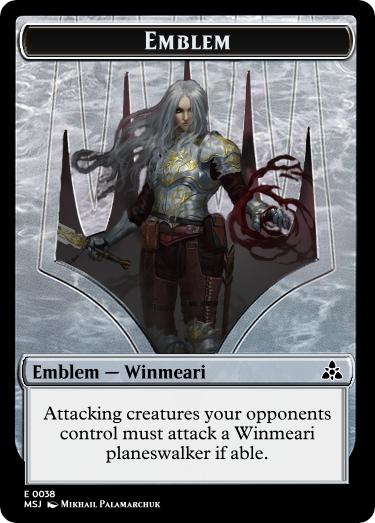 Emblem
Emblem — Winmeari
Attacking creatures your opponents
control must attack a Winmeari
planeswalker if able.
E 0038
MSJ Mikhail Palamarchuk